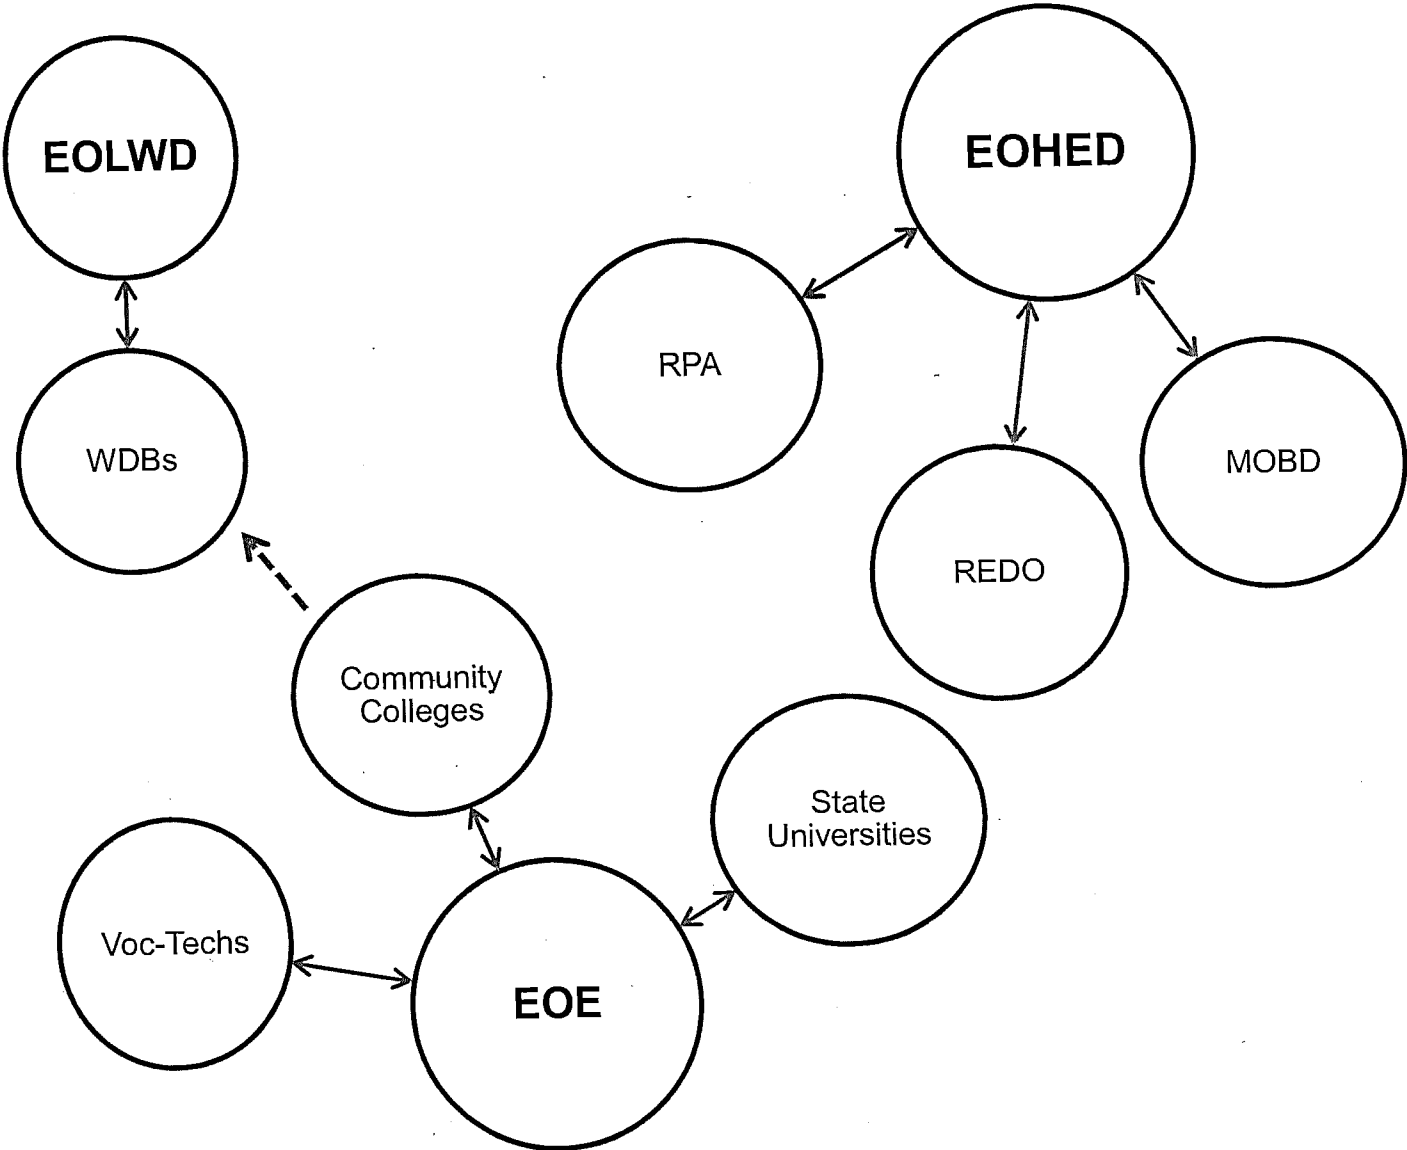 EOLWD
EOHED
RPA
WDBs
MOBD
REDO
Community
Colleges
State
Universities
Voc-Techs
EOE